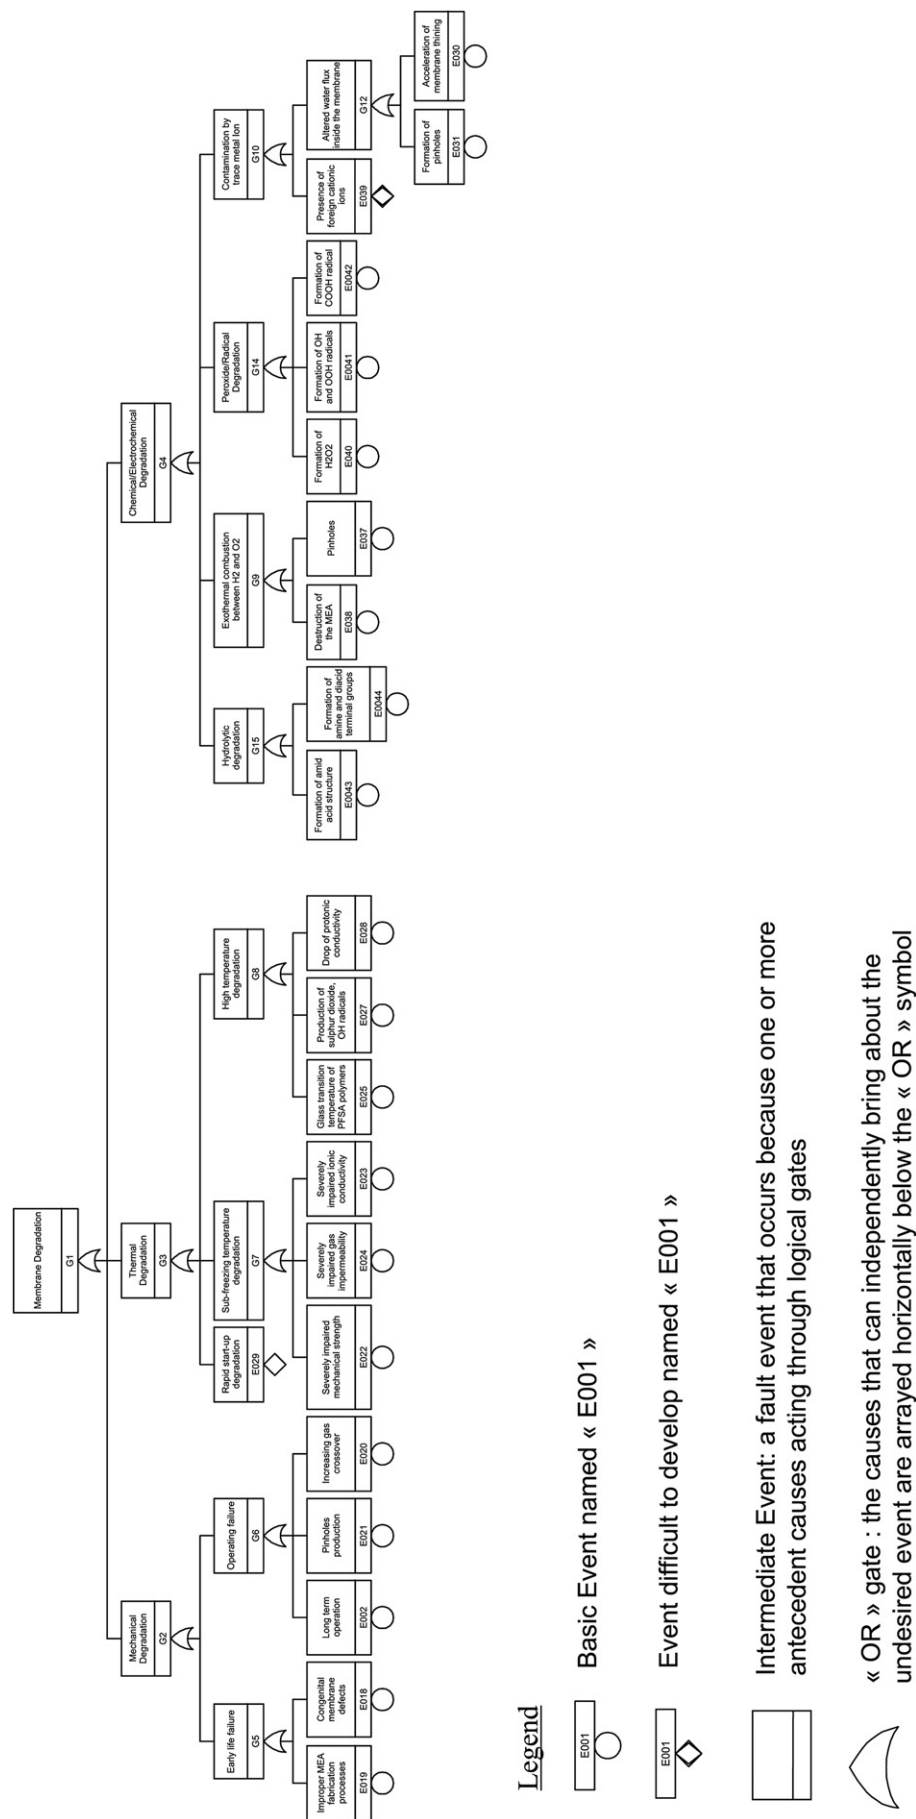 Membrane Degradation
G1
Mechanical
Degradation
G2
Thermal
Degradation
G3
Chemical/Electrochemical
Degradation
G4
Early life failure
G5
Operating failure
G6
Rapid start-up
degradation
E029
Sub-freezing temperature
degradation
G7
High temperature
degradation
G8
Hydrolytic
degradation
G15
Exothermal combustion
between H2 and O2
G9
Peroxide/Radical
Degradation
G14
Contamination by
trace metal Ion
G10
Improper MEA
fabrication
processes
E019
Congenital
membrane
defects
E018
Long term
operation
E002
Pinholes
production
E021
Increasing gas
crossover
E020
Severely impaired
mechanical strength
E022
Severely
impaired gas
impermeability
E024
Severely
impaired ionic
conductivity
E023
Glass transition
temperature of
PFSA polymers
E025
Production of
sulphur dioxide,
OH radicals
E027
Drop of protonic
conductivity
E028
Formation of amid
acid structure
E0043
Formation of
amine and diacid
terminal groups
E0044
Destruction of
the MEA
E038
Pinholes
E037
Formation of
H2O2
E040
Formation of OH
and OOH radicals
E0041
Formation of
COOH radical
E0042
Presence of
foreign cationic
ions
E039
Altered water flux
inside the membrane
G12
Formation of
pinholes
E031
Acceleration of
membrane thining
E030
Legend
E001
Basic Event named « E001 »
E001
Event difficult to develop named « E001 »
Intermediate Event: a fault event that occurs because one or more
antecedent causes acting through logical gates
« OR » gate : the causes that can independently bring about the
undesired event are arrayed horizontally below the « OR » symbol